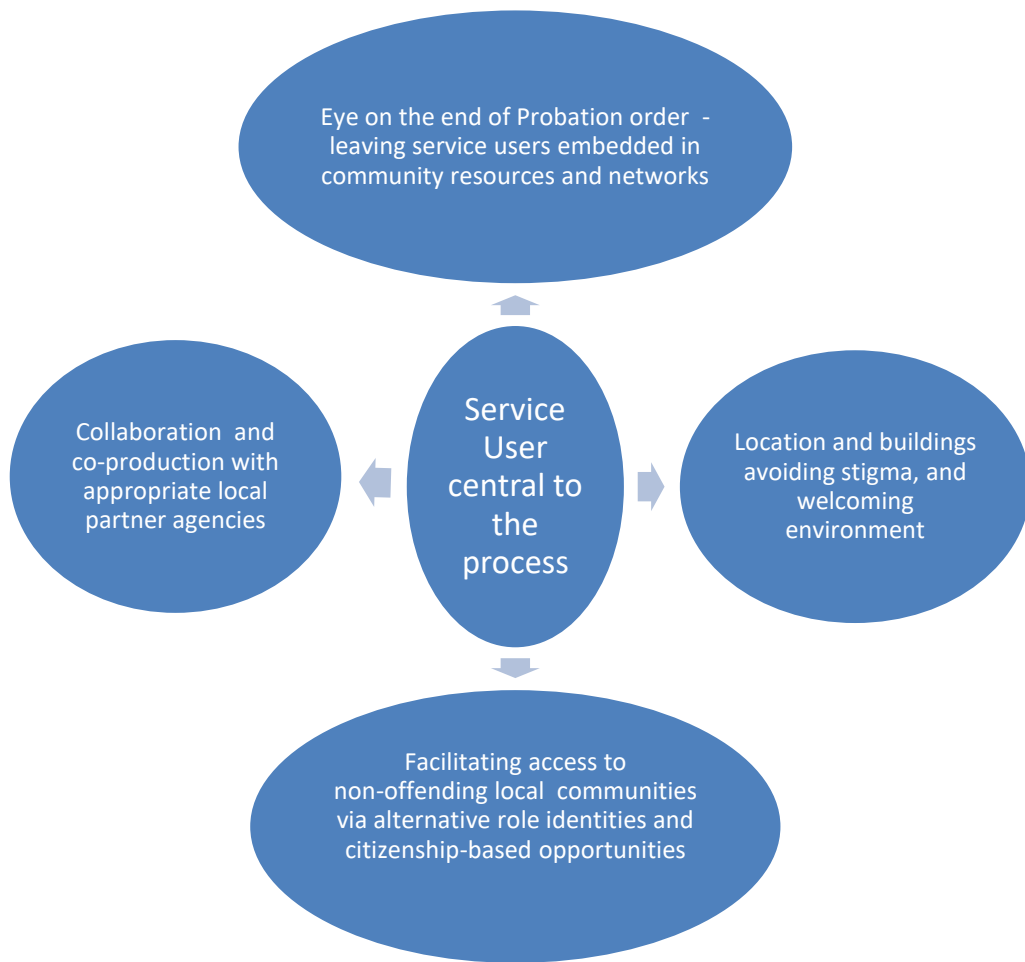 Eye on the end of Probation order -
leaving service users embedded in
community resources and networks
Collaboration and
co-production with
appropriate local
partner agencies
Service
User
central to
the
process
Location and buildings
avoiding stigma, and
welcoming
environment
Facilitating access to
non-offending local communities
via alternative role identities and
citizenship-based opportunities